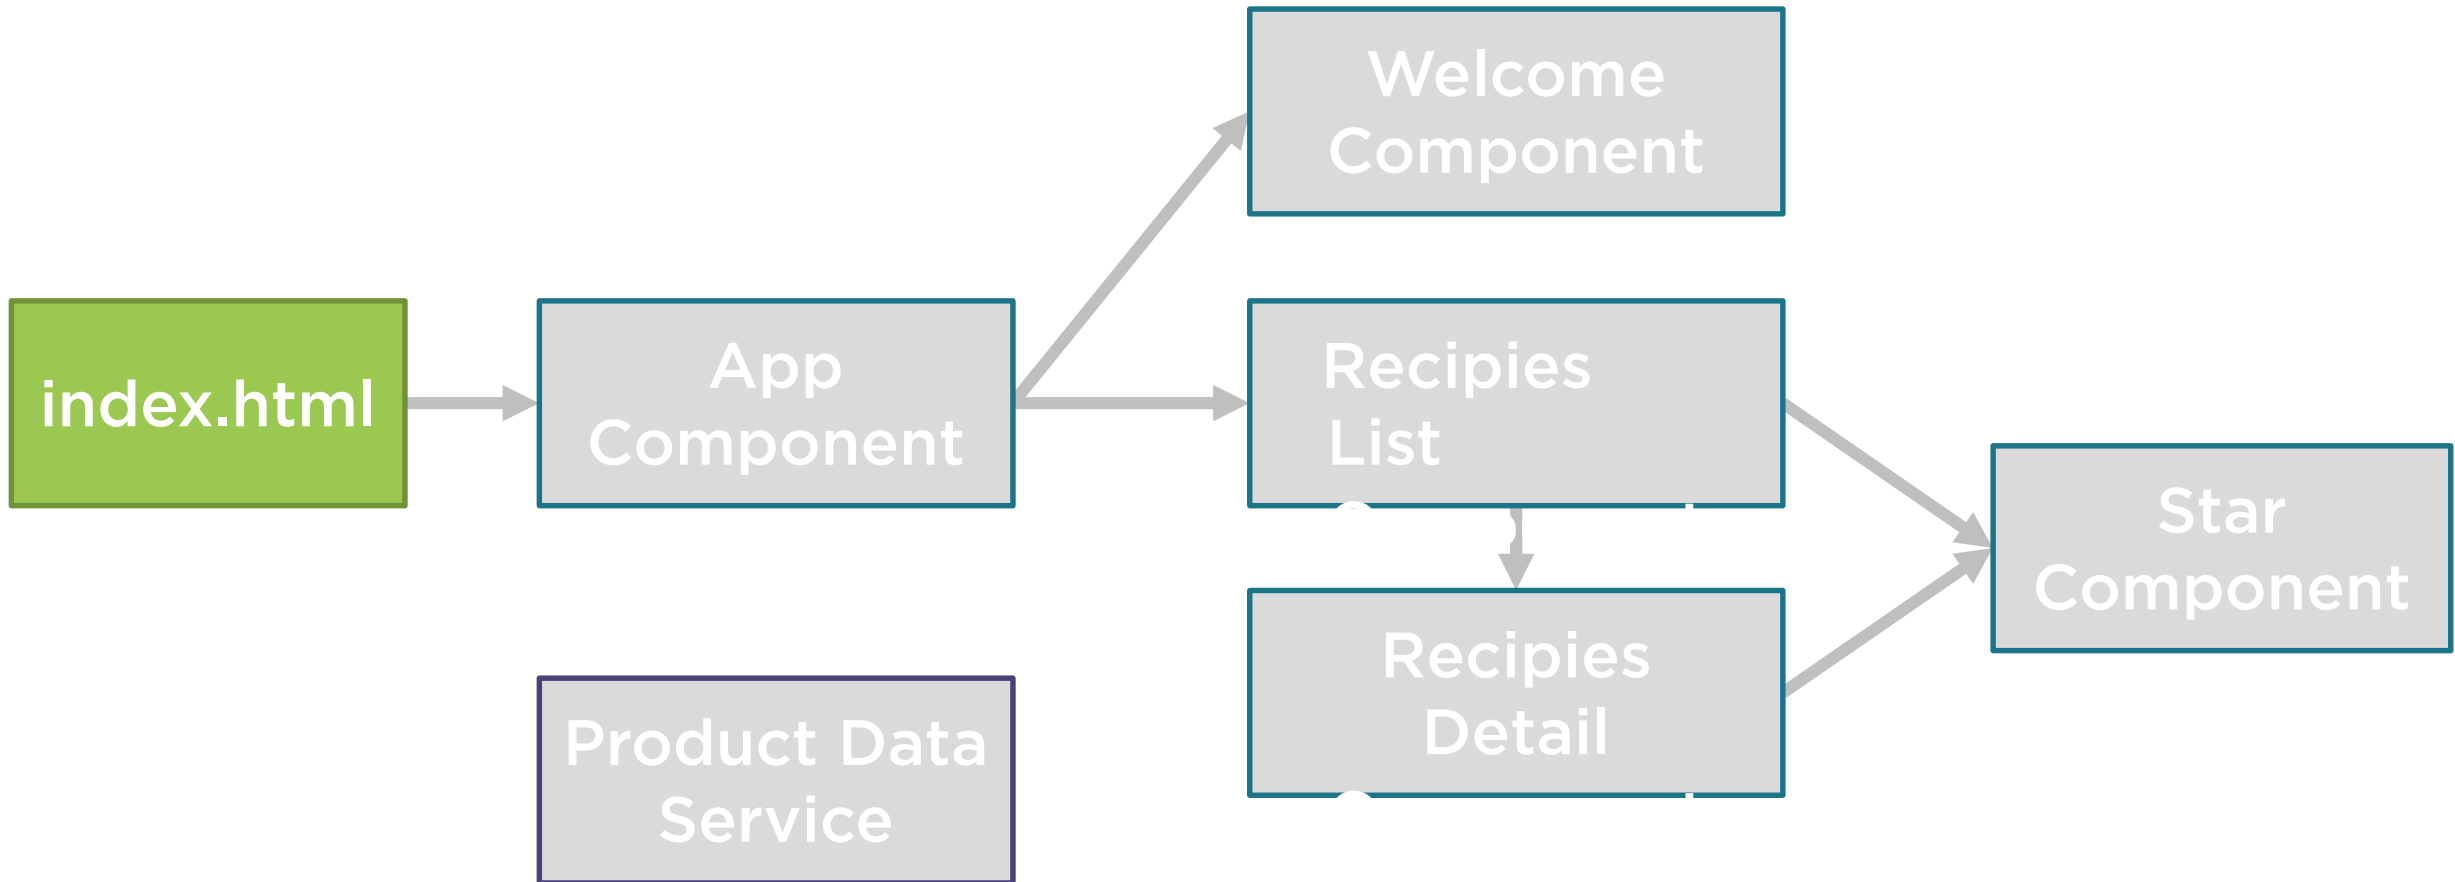 Welcome
Component
index.html
App
Component
Recipies
List
Star
Component
Recipies
Detail
Product Data
Service